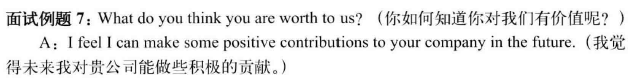 面试例题 7：What do you think you are worth to us？（你如何知道你对我们有价值呢？）
A：I feel I can make some positive contributions to your company in the future.（我觉
得未来我对贵公司能做些积极的贡献。）